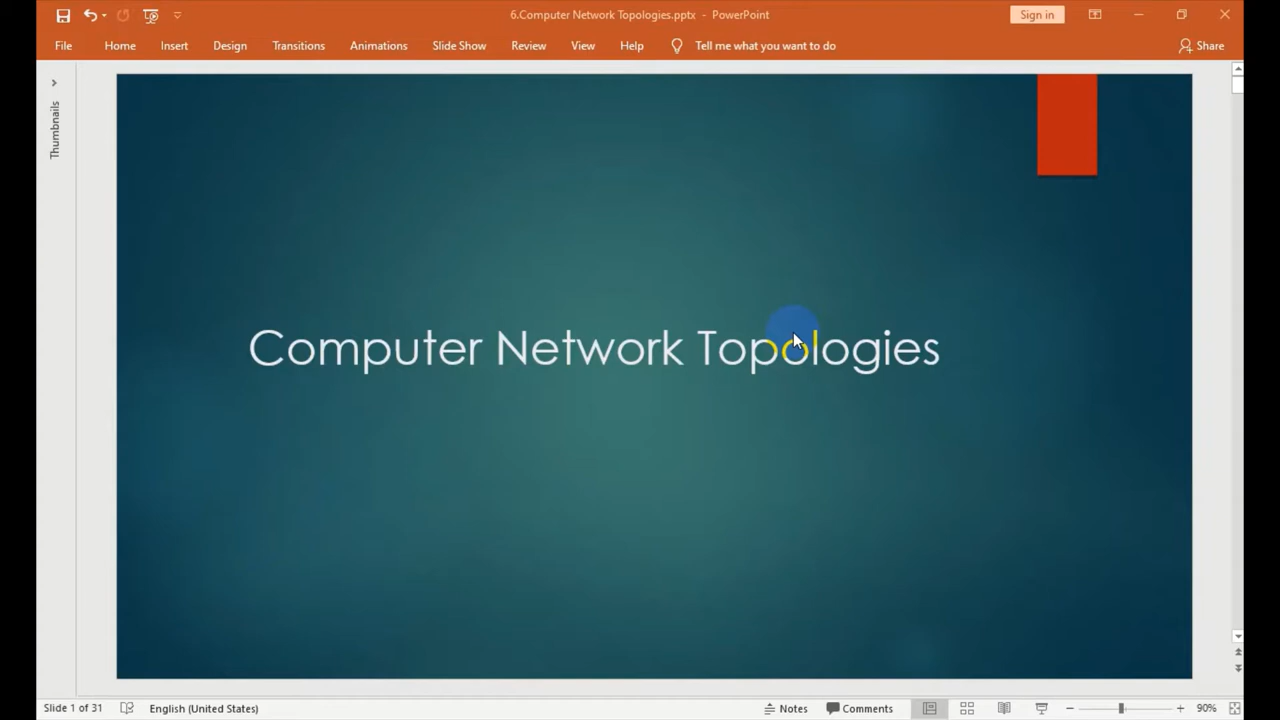 6.Computer Network Topologies.pptx - PowerPoint
Sign in
File Home Insert Design Transitions Animations Slide Show Review View Help Tell me what you want to do Share
Thumbnails
Computer Network Topologies
Slide 1 of 31 English (United States) Notes Comments 90%